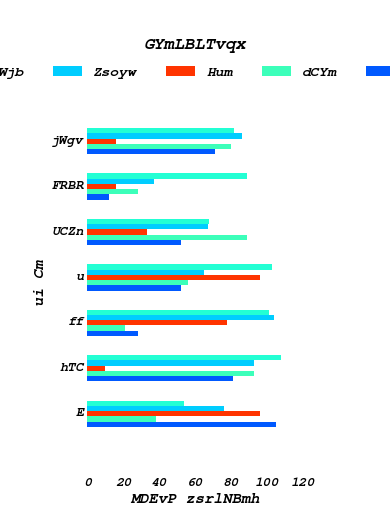 GYmLBLTvqx
Wjb Zsoyw Hum dCYm
jWgv
FRBR
UCZn
u
ff
hTC
E
ui Cm
0 20 40 60 80 100 120
MDEvP zsrlNBmh